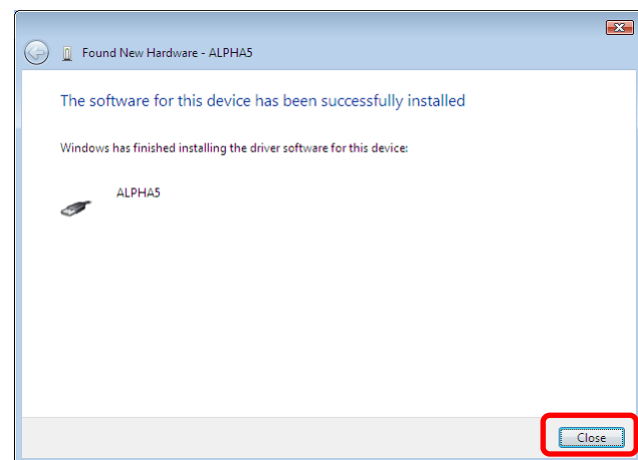 Found New Hardware - ALPHA5
The software for this device has been successfully installed
Windows has finished installing the driver software for this device:
ALPHA5
Close